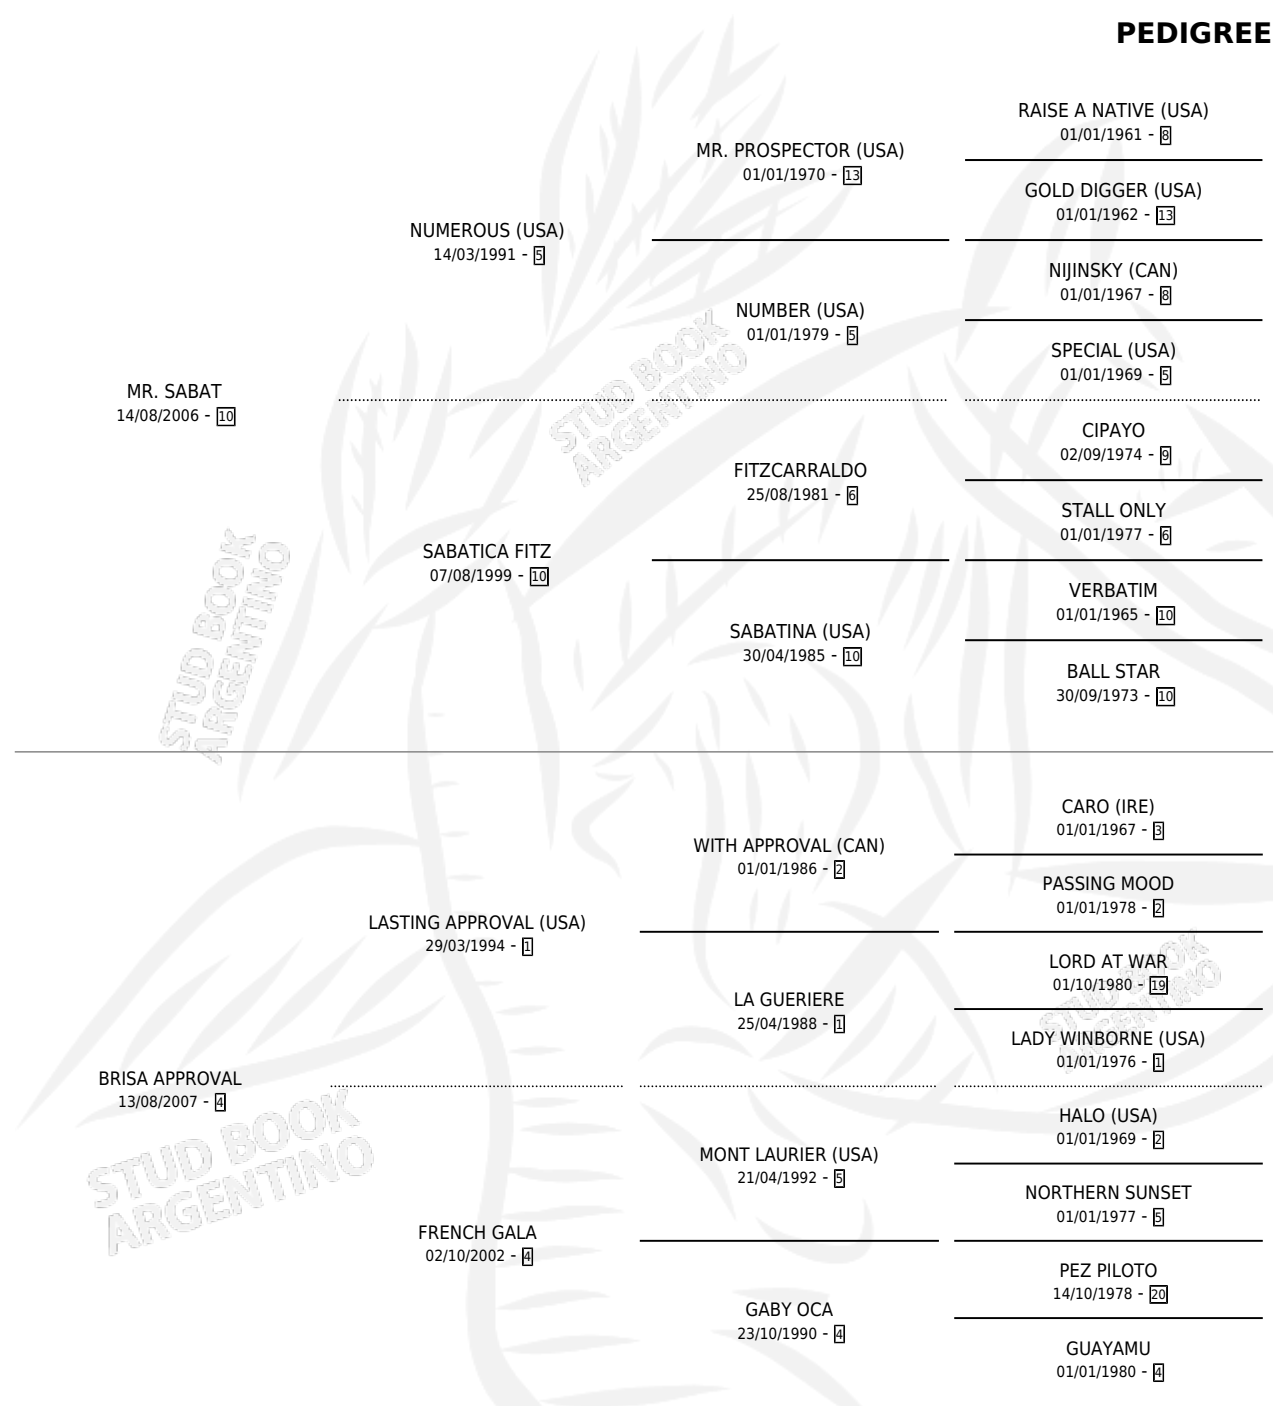 PEDIGREE
RAISE A NATIVE (USA)
01/01/1961 - 8
MR. PROSPECTOR (USA)
01/01/1970 - 13
GOLD DIGGER (USA)
01/01/1962 - 13
NUMEROUS (USA)
14/03/1991 - 5
NIJINSKY (CAN)
01/01/1967 - 8
NUMBER (USA)
01/01/1979 - 5
SPECIAL (USA)
01/01/1969 - 5
MR. SABAT
14/08/2006 - 10
CIPAYO
02/09/1974 - 9
FITZCARRALDO
25/08/1981 - 6
STALL ONLY
01/01/1977 - 6
SABATICA FITZ
07/08/1999 - 10
VERBATIM
01/01/1965 - 10
SABATINA (USA)
30/04/1985 - 10
BALL STAR
30/09/1973 - 10
CARO (IRE)
01/01/1967 - 3
WITH APPROVAL (CAN)
01/01/1986 - 2
PASSING MOOD
01/01/1978 - 2
LASTING APPROVAL (USA)
29/03/1994 - 1
LORD AT WAR
01/10/1980 - 19
LA GUERIERE
25/04/1988 - 1
LADY WINBORNE (USA)
01/01/1976 - 1
BRISA APPROVAL
13/08/2007 - 4
HALO (USA)
01/01/1969 - 2
MONT LAURIER (USA)
21/04/1992 - 5
NORTHERN SUNSET
01/01/1977 - 5
FRENCH GALA
02/10/2002 - 4
PEZ PILOTO
14/10/1978 - 20
GABY OCA
23/10/1990 - 4
GUAYAMU
01/01/1980 - 4
STUD BOOK
ARGENTINO
STUD BOOK
ARGENTINO
STUD BOOK
ARGENTINO
STUD BOOK
ARGENTINO